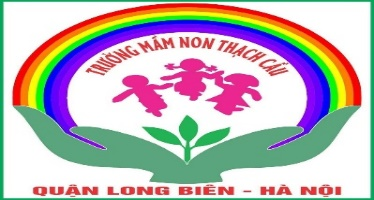 TRƯỜNG MẦM NON THẠCH CẦU
QUẬN LONG BIÊN - HÀ NỘI